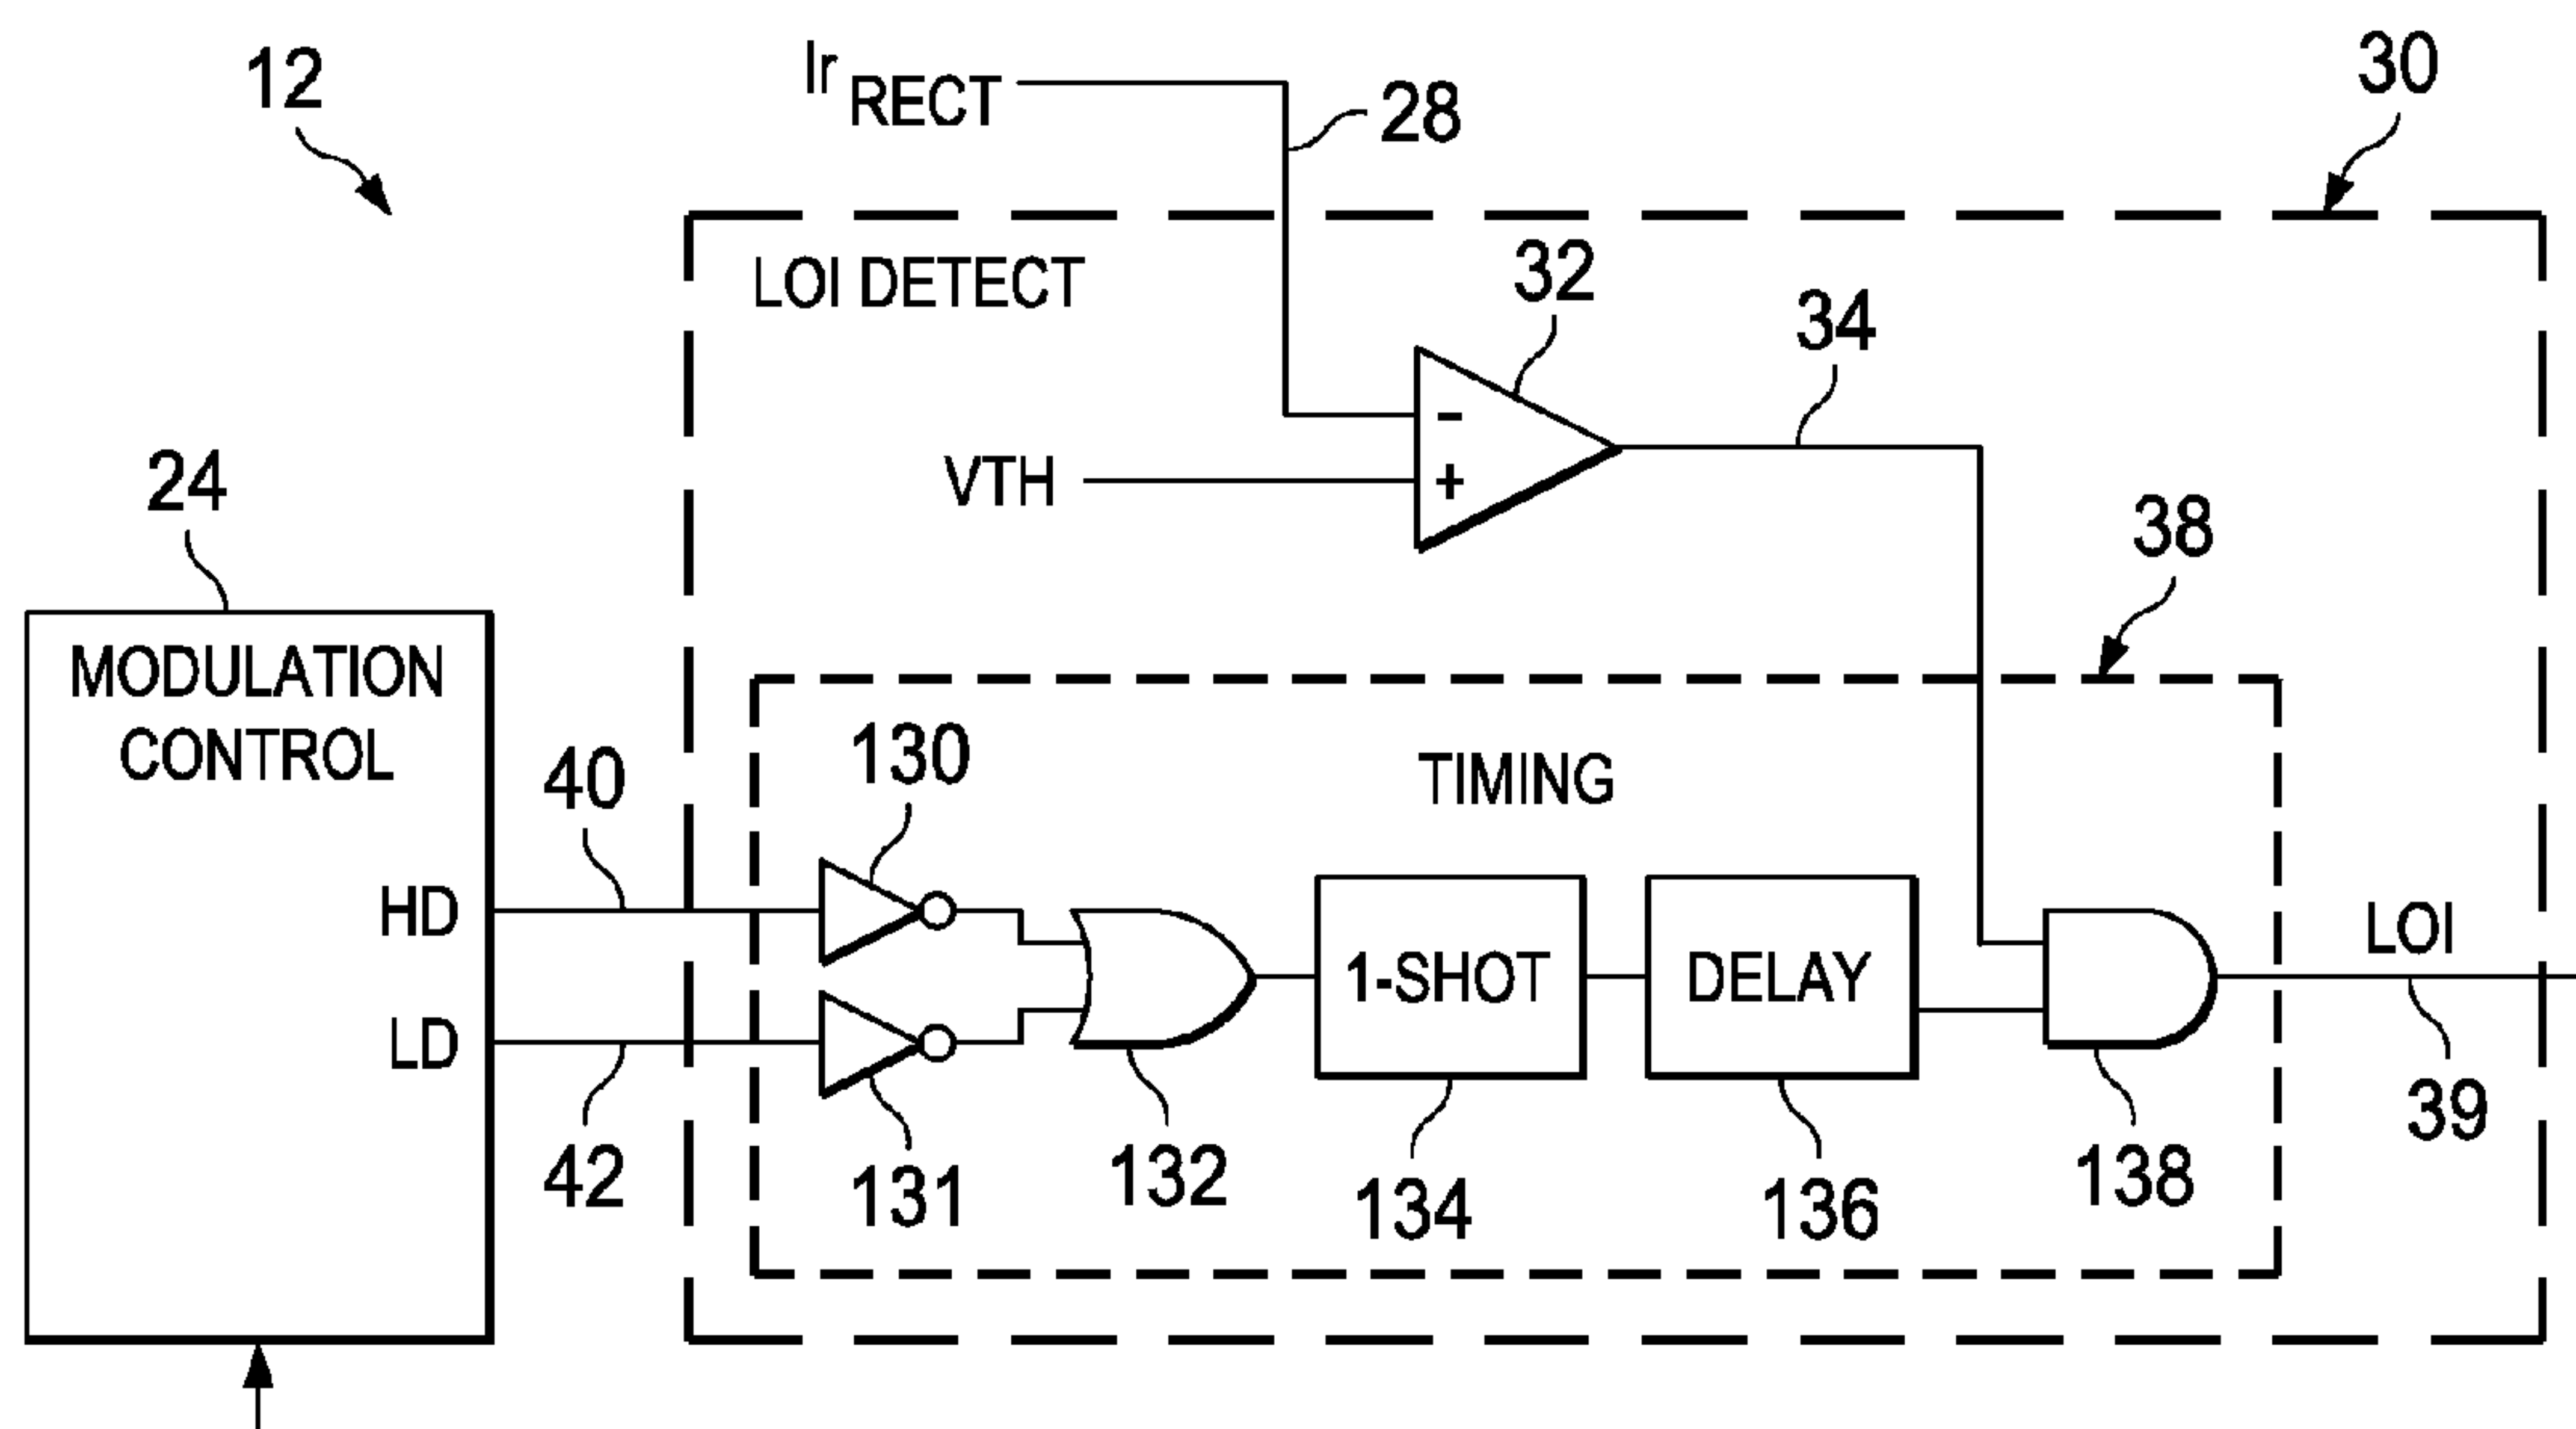 12
Ir RECT
28
30
LOI DETECT
32
34
-
VTH
+
24
38
MODULATION
CONTROL
40
130
TIMING
HD
LOI
1-SHOT
DELAY
LD
39
42
131
132
134
136
138